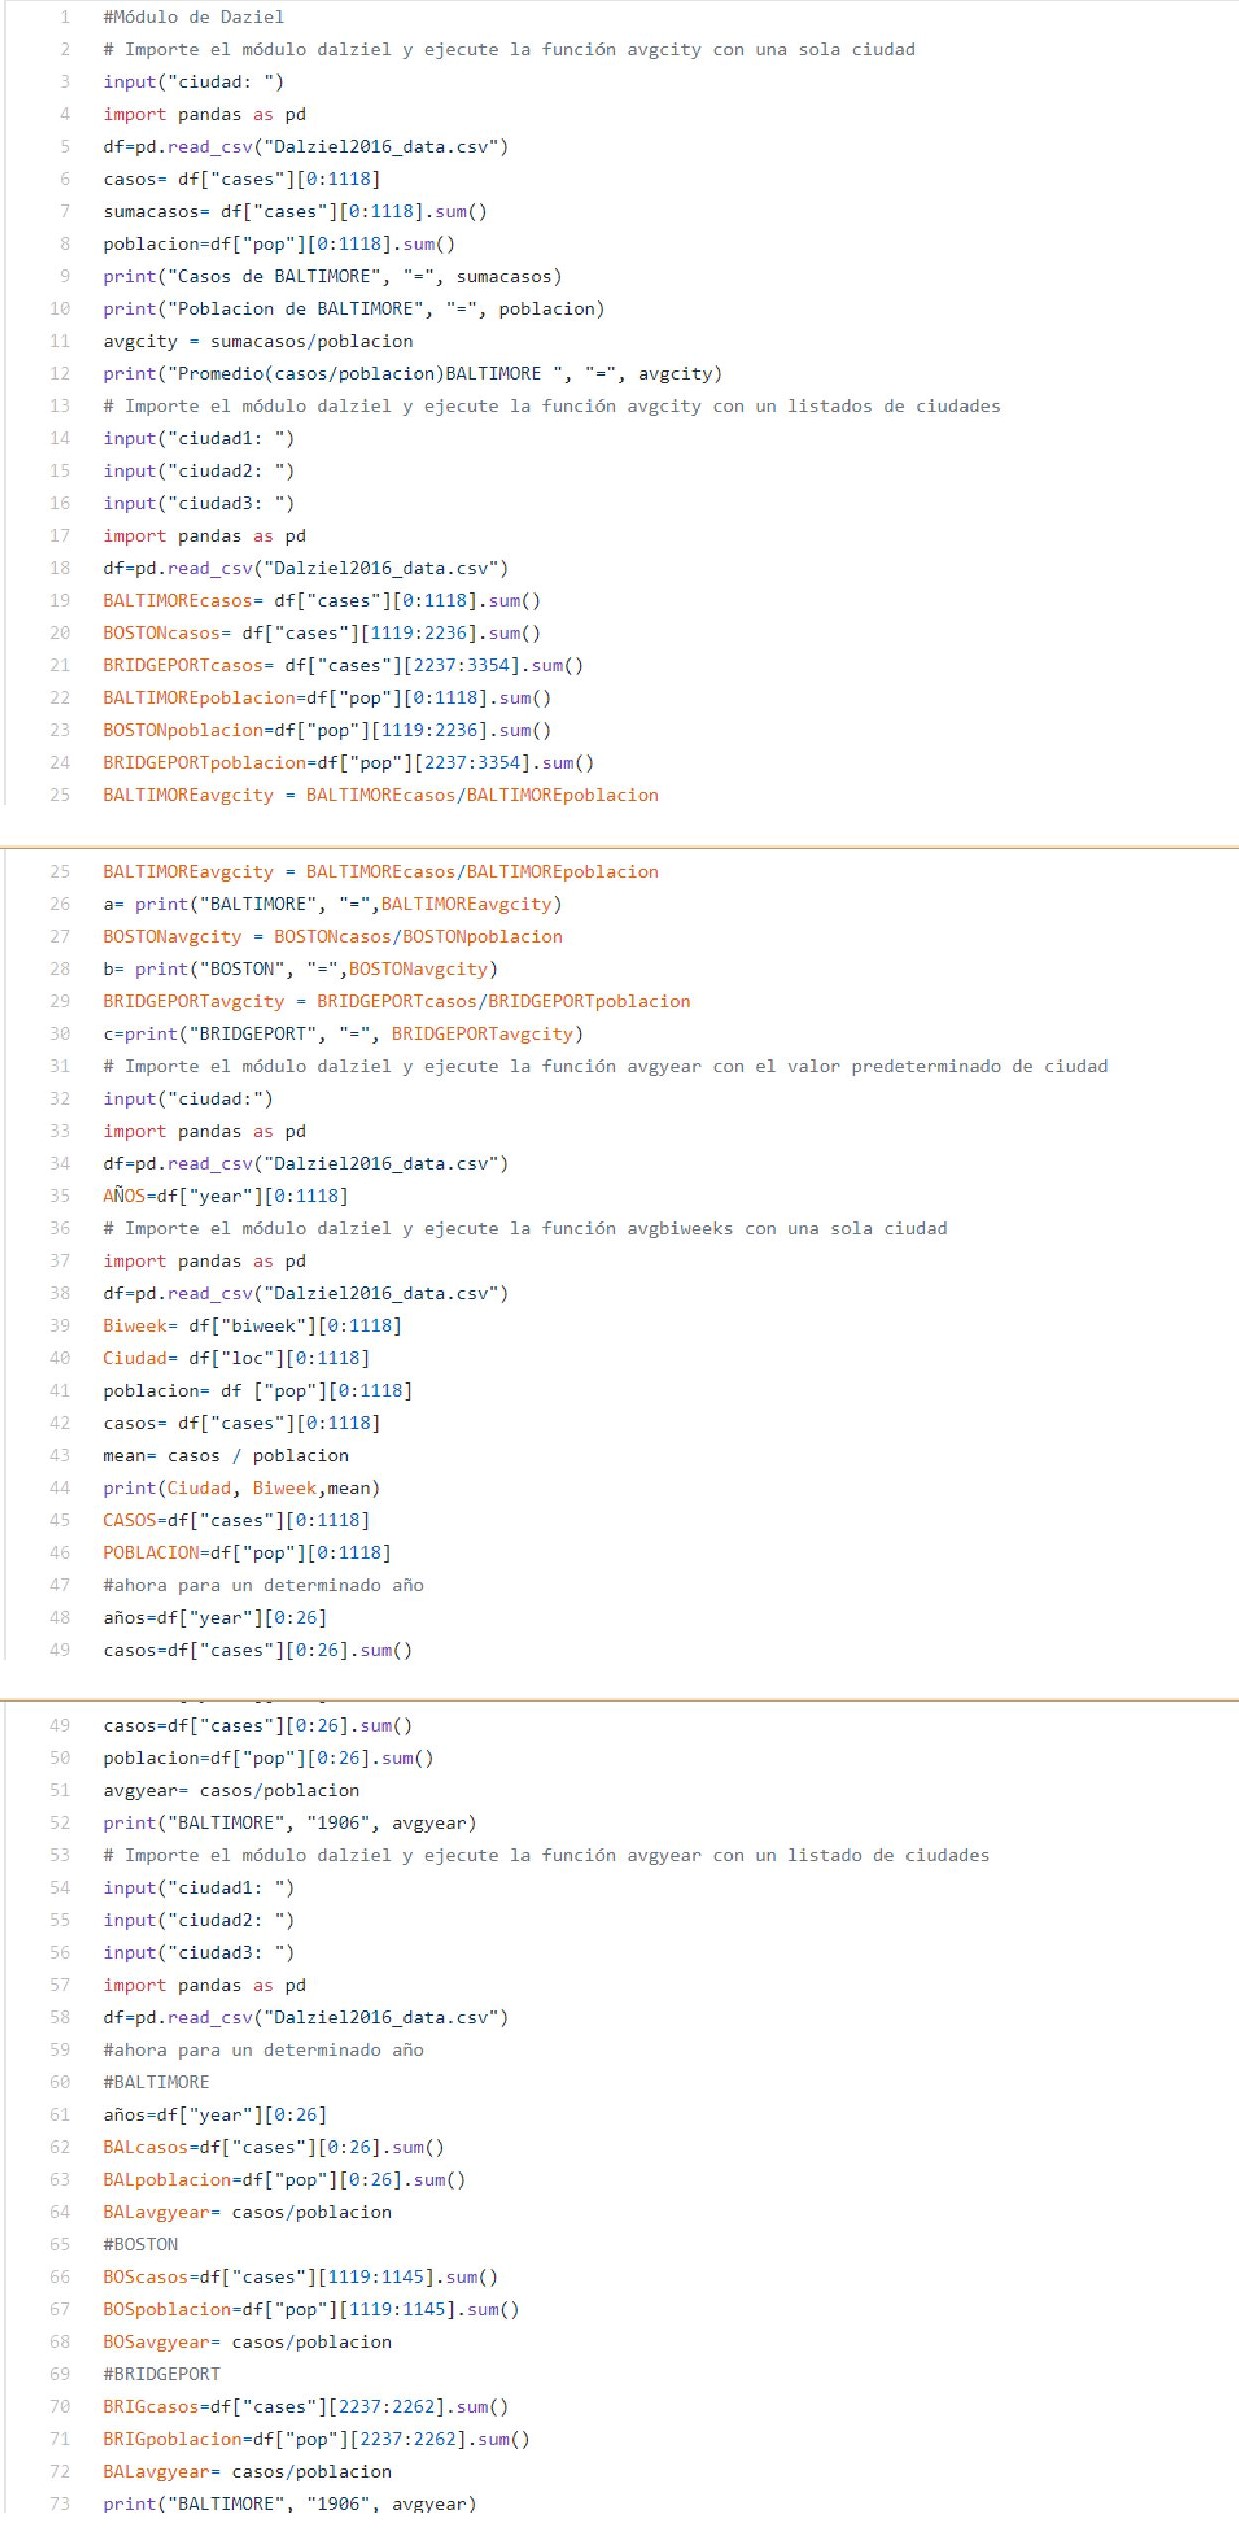 1 #Módulo de Daziel
2 # Importe el módulo dalziel y ejecute la función avgcity con una sola ciudad
3 input("ciudad: ")
4 import pandas as pd
5 df=pd.read_csv("Dalziel2016_data.csv")
6 casos= df["cases"][0:1118]
7 sumacasos= df["cases"][0:1118].sum()
8 poblacion=df["pop"][0:1118].sum()
9 print("Casos de BALTIMORE", "=", sumacasos)
10 print("Poblacion de BALTIMORE", "=", poblacion)
11 avgcity = sumacasos/poblacion
12 print("Promedio(casos/poblacion)BALTIMORE ", "=", avgcity)
13 # Importe el módulo dalziel y ejecute la función avgcity con un listados de ciudades
14 input("ciudad1: ")
15 input("ciudad2: ")
16 input("ciudad3: ")
17 import pandas as pd
18 df=pd.read_csv("Dalziel2016_data.csv")
19 BALTIMOREcasos= df["cases"][0:1118].sum()
20 BOSTONcasos= df["cases"][1119:2236].sum()
21 BRIDGEPORTcasos= df["cases"][2237:3354].sum()
22 BALTIMOREpoblacion=df["pop"][0:1118].sum()
23 BOSTONpoblacion=df["pop"][1119:2236].sum()
24 BRIDGEPORTpoblacion=df["pop"][2237:3354].sum()
25 BALTIMOREavgcity = BALTIMOREcasos/BALTIMOREpoblacion
25 BALTIMOREavgcity = BALTIMOREcasos/BALTIMOREpoblacion
26 a= print("BALTIMORE", "=",BALTIMOREavgcity)
27 BOSTONavgcity = BOSTONcasos/BOSTONpoblacion
28 b= print("BOSTON", "=",BOSTONavgcity)
29 BRIDGEPORTavgcity = BRIDGEPORTcasos/BRIDGEPORTpoblacion
30 c=print("BRIDGEPORT", "=", BRIDGEPORTavgcity)
31 # Importe el módulo dalziel y ejecute la función avgyear con el valor predeterminado de ciudad
32 input("ciudad:")
33 import pandas as pd
34 df=pd.read_csv("Dalziel2016_data.csv")
35 AÑOS=df["year"][0:1118]
36 # Importe el módulo dalziel y ejecute la función avgbiweeks con una sola ciudad
37 import pandas as pd
38 df=pd.read_csv("Dalziel2016_data.csv")
39 Biweek= df["biweek"][0:1118]
40 Ciudad= df["loc"][0:1118]
41 poblacion= df ["pop"][0:1118]
42 casos= df["cases"][0:1118]
43 mean= casos / poblacion
44 print(Ciudad, Biweek,mean)
45 CASOS=df["cases"][0:1118]
46 POBLACION=df["pop"][0:1118]
47 #ahora para un determinado año
48 años=df["year"][0:26]
49 casos=df["cases"][0:26].sum()
49 casos=df["cases"][0:26].sum()
50 poblacion=df["pop"][0:26].sum()
51 avgyear= casos/poblacion
52 print("BALTIMORE", "1906", avgyear)
53 # Importe el módulo dalziel y ejecute la función avgyear con un listado de ciudades
54 input("ciudad1: ")
55 input("ciudad2: ")
56 input("ciudad3: ")
57 import pandas as pd
58 df=pd.read_csv("Dalziel2016_data.csv")
59 #ahora para un determinado año
60 #BALTIMORE
61 años=df["year"][0:26]
62 BALcasos=df["cases"][0:26].sum()
63 BALpoblacion=df["pop"][0:26].sum()
64 BALavgyear= casos/poblacion
65 #BOSTON
66 BOScasos=df["cases"][1119:1145].sum()
67 BOSpoblacion=df["pop"][1119:1145].sum()
68 BOSavgyear= casos/poblacion
69 #BRIDGEPORT
70 BRIGcasos=df["cases"][2237:2262].sum()
71 BRIGpoblacion=df["pop"][2237:2262].sum()
72 BALavgyear= casos/poblacion
73 print("BALTIMORE", "1906", avgyear)